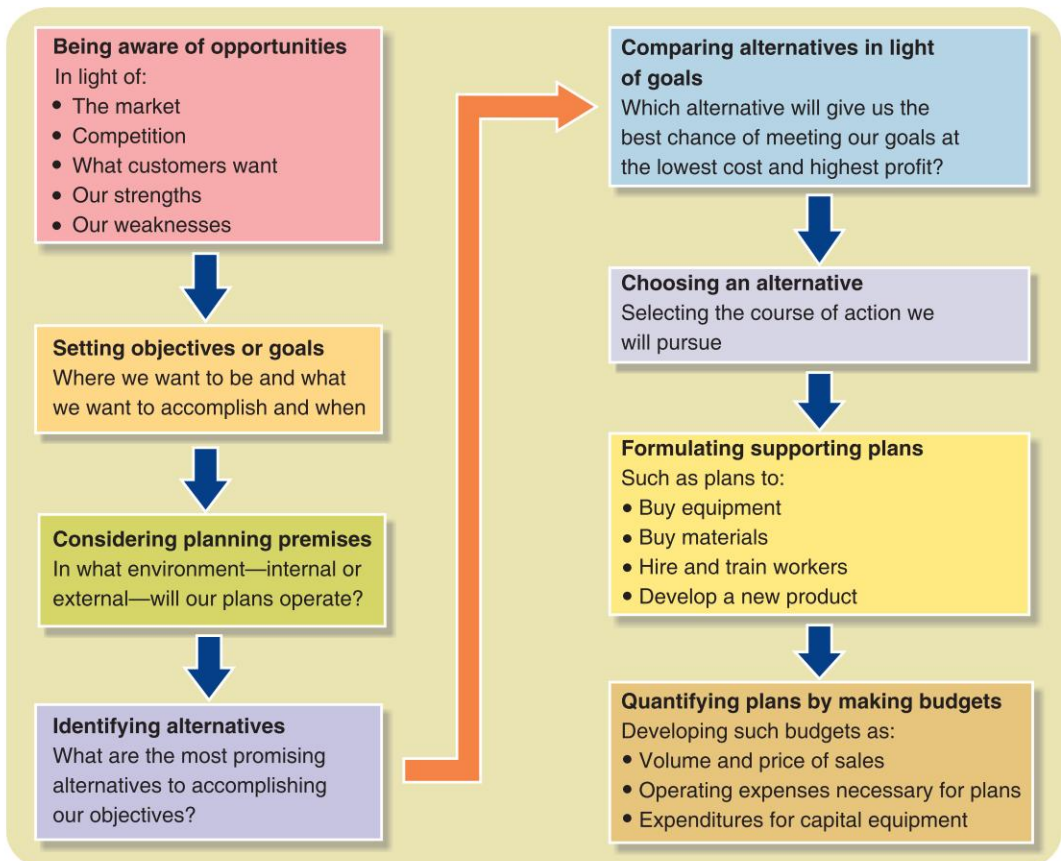 Being aware of opportunities
In light of:
• The market
• Competition
• What customers want
• Our strengths
• Our weaknesses
Setting objectives or goals
Where we want to be and what
we want to accomplish and when
Considering planning premises
In what environment—internal or
external—will our plans operate?
Identifying alternatives
What are the most promising
alternatives to accomplishing
our objectives?
Comparing alternatives in light
of goals
Which alternative will give us the
best chance of meeting our goals at
the lowest cost and highest profit?
Choosing an alternative
Selecting the course of action we
will pursue
Formulating supporting plans
Such as plans to:
• Buy equipment
• Buy materials
• Hire and train workers
• Develop a new product
Quantifying plans by making budgets
Developing such budgets as:
• Volume and price of sales
• Operating expenses necessary for plans
• Expenditures for capital equipment